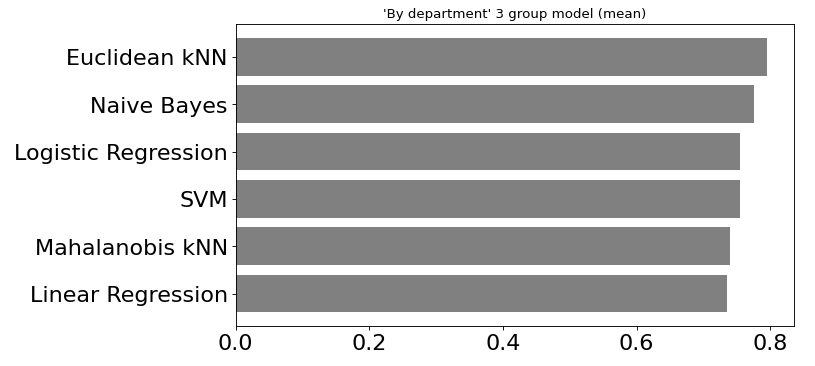 'By department' 3 group model (mean)
Euclidean kNN
Naive Bayes
Logistic Regression
SVM
Mahalanobis kNN
Linear Regression
0.0 0.2 0.4 0.6 0.8